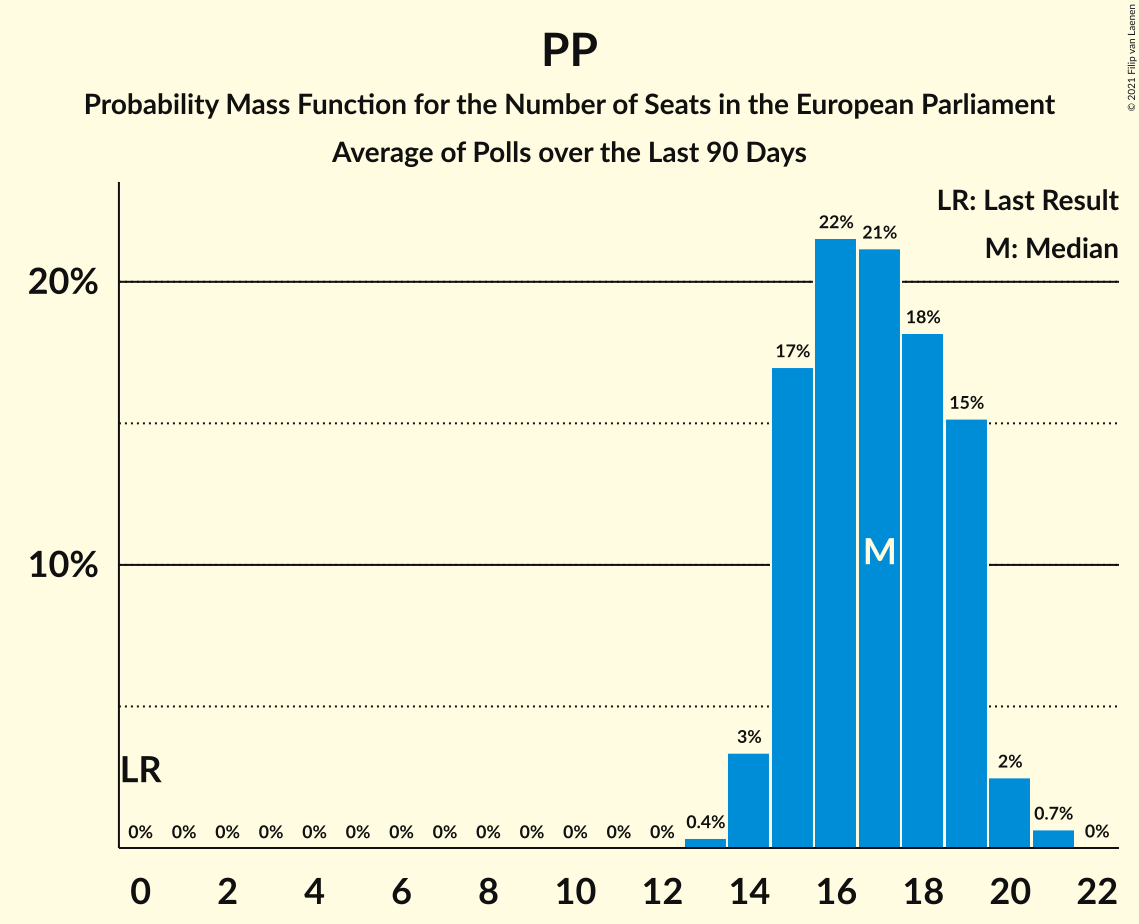 PP
Probability Mass Function for the Number of Seats in the European Parliament
Average of Polls over the Last 90 Days
© 2021 Filip van Laenen
LR: Last Result
M: Median
20%
10%
22%
21%
18%
17%
15%
M
3%
2%
LR
0% 0% 0% 0% 0% 0% 0% 0% 0% 0% 0% 0% 0% 0.4% 0.7% 0%
0 2 4 6 8 10 12 14 16 18 20 22